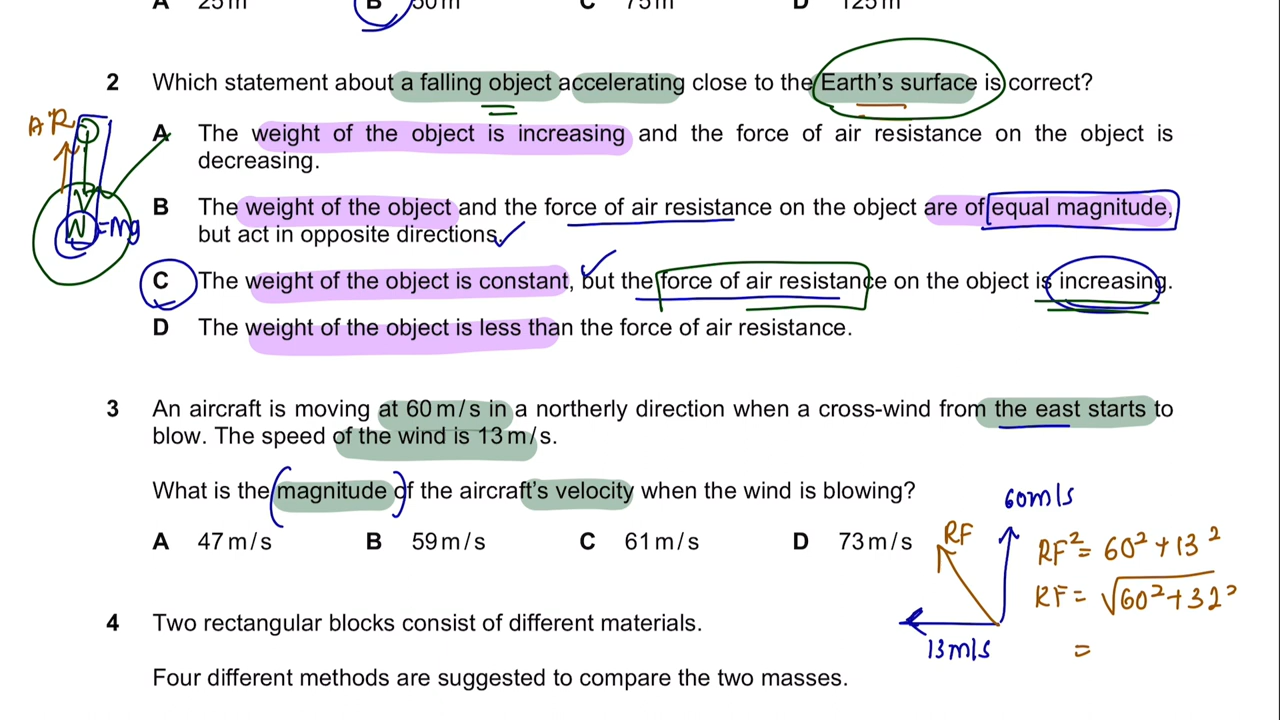 A 25 m B 50 m C 75 m D 125 m
2 Which statement about a falling object accelerating close to the Earth's surface is correct?
AR
A The weight of the object is increasing and the force of air resistance on the object is
decreasing.
B The weight of the object and the force of air resistance on the object are of equal magnitude,
W = mg
but act in opposite directions.
C The weight of the object is constant, but the force of air resistance on the object is increasing.
D The weight of the object is less than the force of air resistance.
3 An aircraft is moving at 60 m/s in a northerly direction when a cross-wind from the east starts to
blow. The speed of the wind is 13 m/s.
What is the (magnitude) of the aircraft's velocity when the wind is blowing?
60m/s
A 47 m/s B 59 m/s C 61 m/s D 73 m/s
RF
RF² = 60² + 13²
RF = √60² + 32²
13m/s
=
4 Two rectangular blocks consist of different materials.
Four different methods are suggested to compare the two masses.